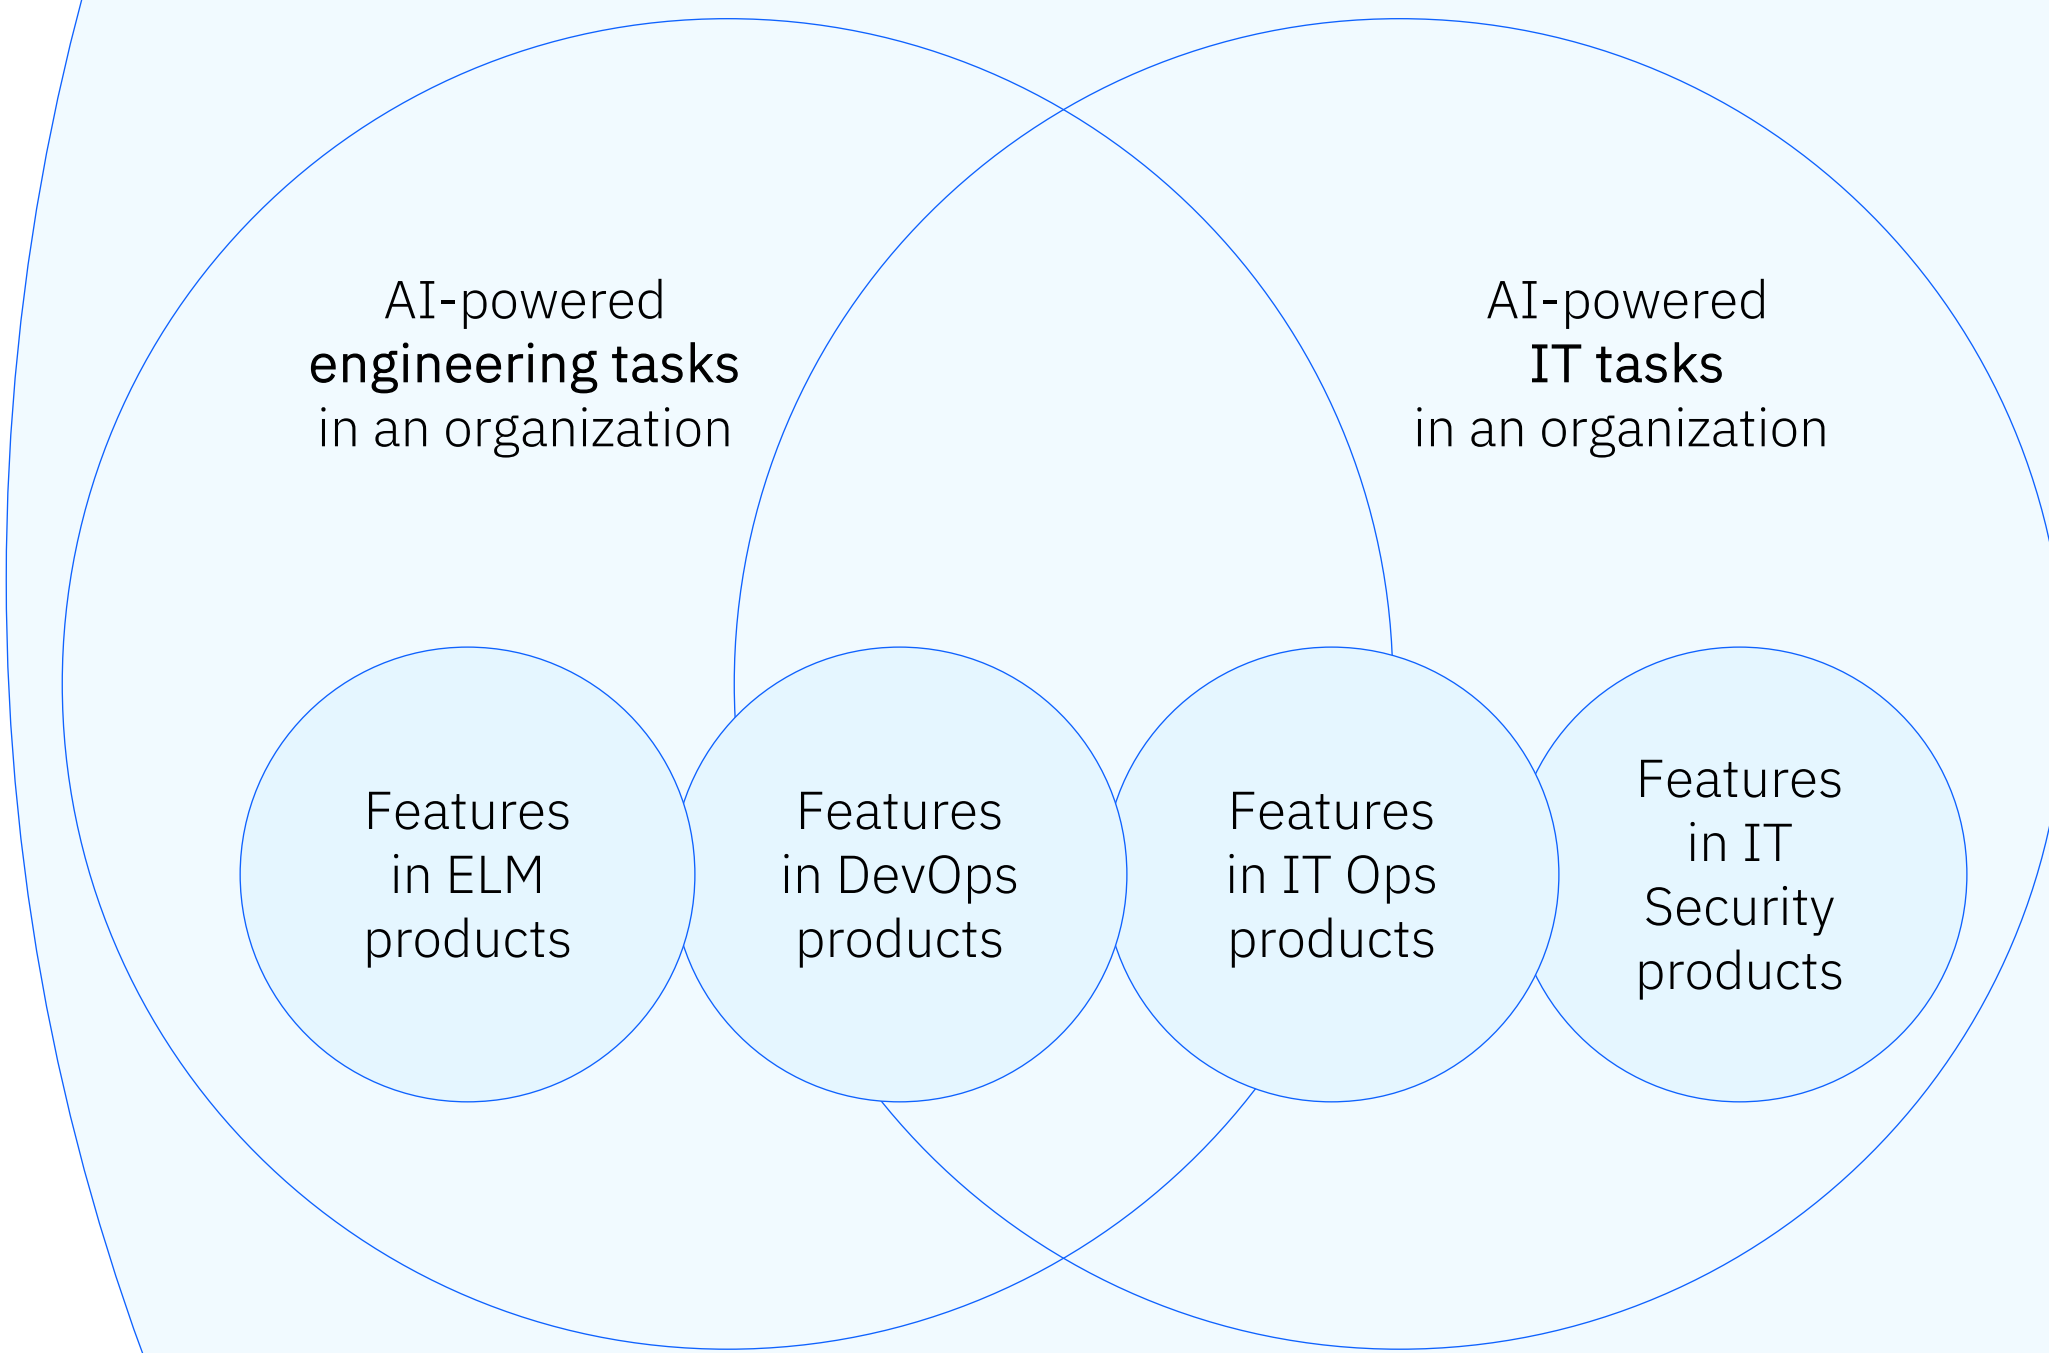 AI-powered
engineering tasks
in an organization
AI-powered
IT tasks
in an organization
Features
in ELM
products
Features
in DevOps
products
Features
in IT Ops
products
Features
in IT
Security
products